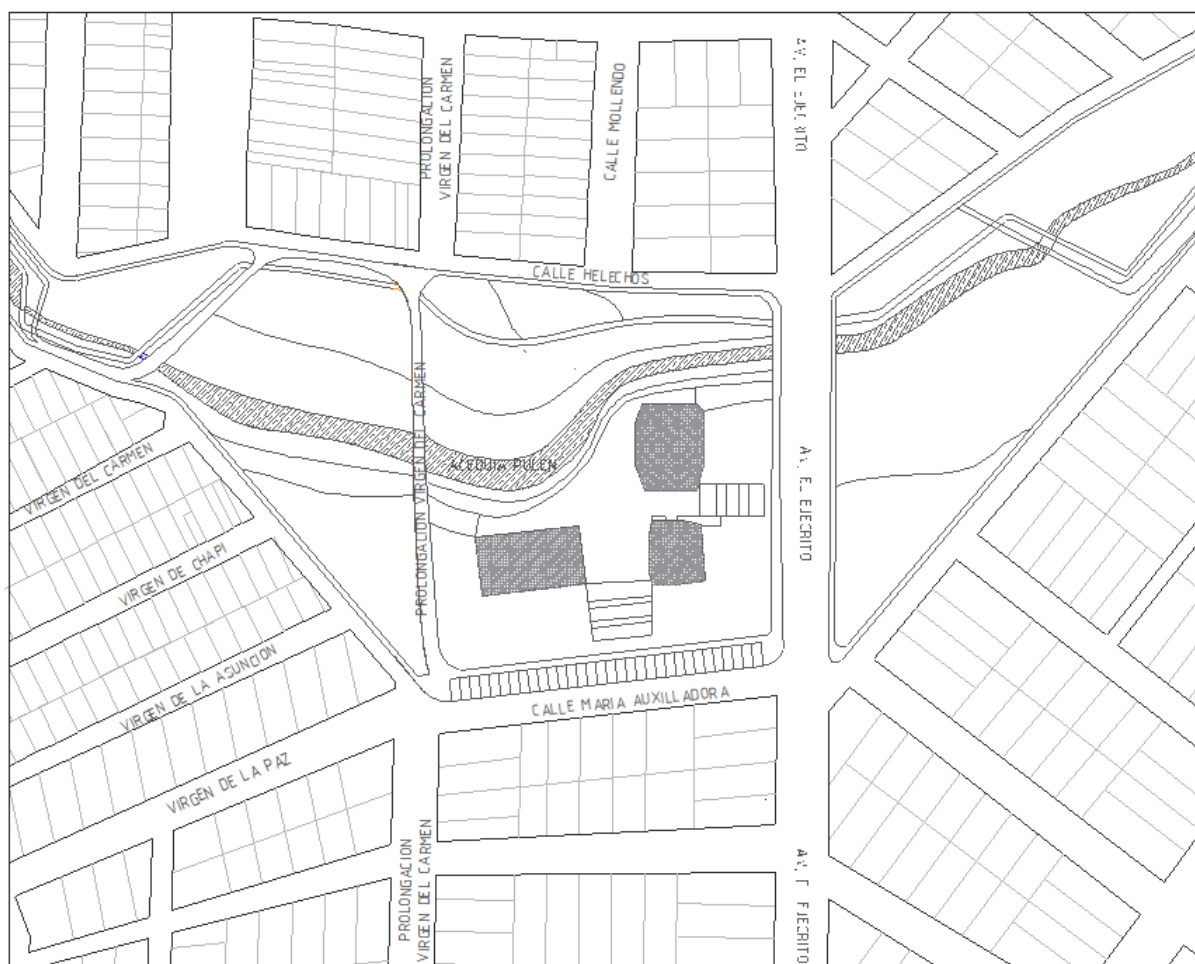 AV. EL EJERCITO
PROLONGACION
VIRGEN DEL CARMEN
CALLE MOLLENDO
CALLE HELECHOS
PROLONGACION VIRGEN DEL CARMEN
ACEQUIA PULEN
VIRGEN DEL CARMEN
AV. EL EJERCITO
VIRGEN DE CHAPI
VIRGEN DE LA ASUNCION
CALLE MARIA AUXILLADORA
VIRGEN DE LA PAZ
PROLONGACION
VIRGEN DEL CARMEN
AV. EL EJERCITO